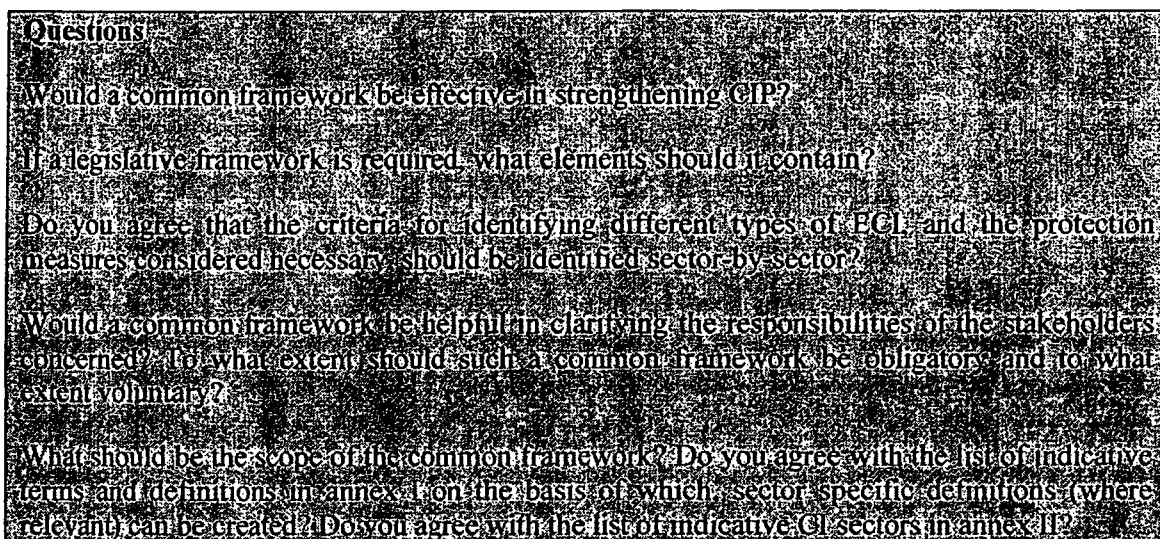 Questions
Would a common framework be effective in strengthening CIP?
If a legislative framework is required, what elements should it contain?
Do you agree that the criteria for identifying different types of ECI, and the protection
measures considered necessary, should be identified sector-by-sector?
Would a common framework be helpful in clarifying the responsibilities of the stakeholders
concerned? To what extent should such a common framework be obligatory and to what
extent voluntary?
What should be the scope of the common framework? Do you agree with the list of indicative
terms and definitions in annex I on the basis of which, sector specific definitions (where
relevant) can be created? Do you agree with the list of indicative CI sectors in annex II?